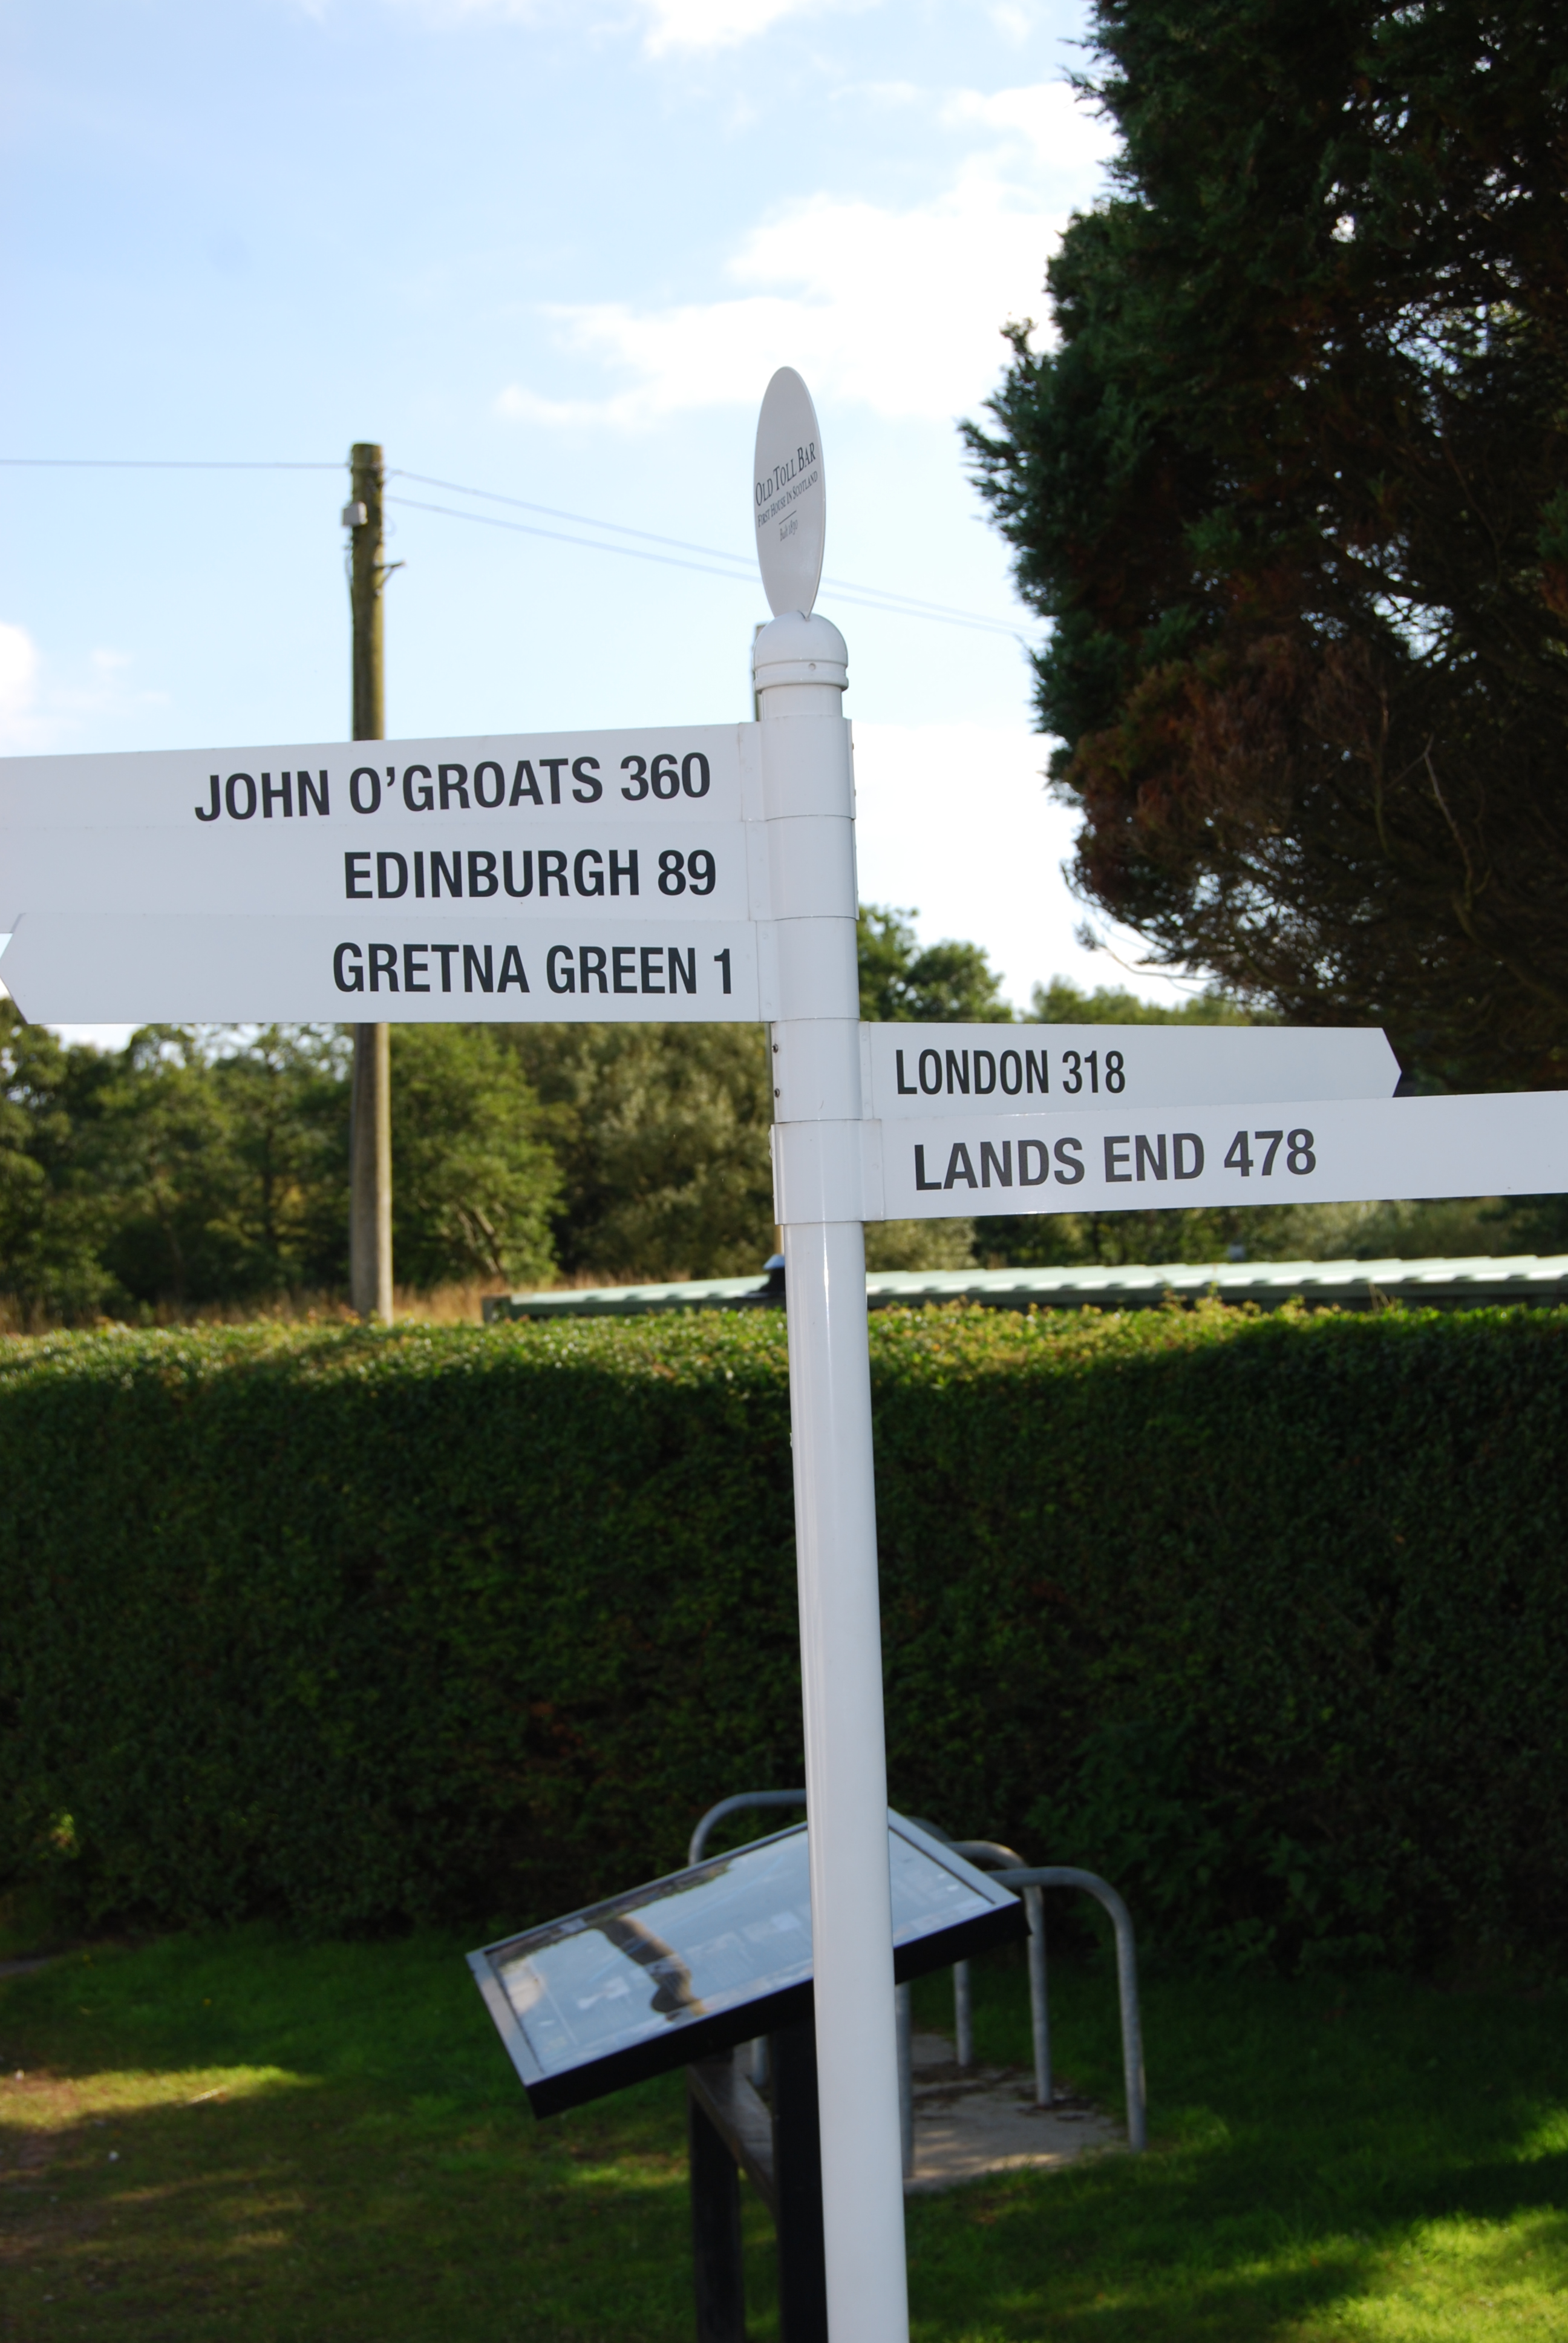 OLD TOLL BAR
FIRST HOUSE IN SCOTLAND
JOHN O'GROATS 360
EDINBURGH 89
GRETNA GREEN 1
LONDON 318
LANDS END 478